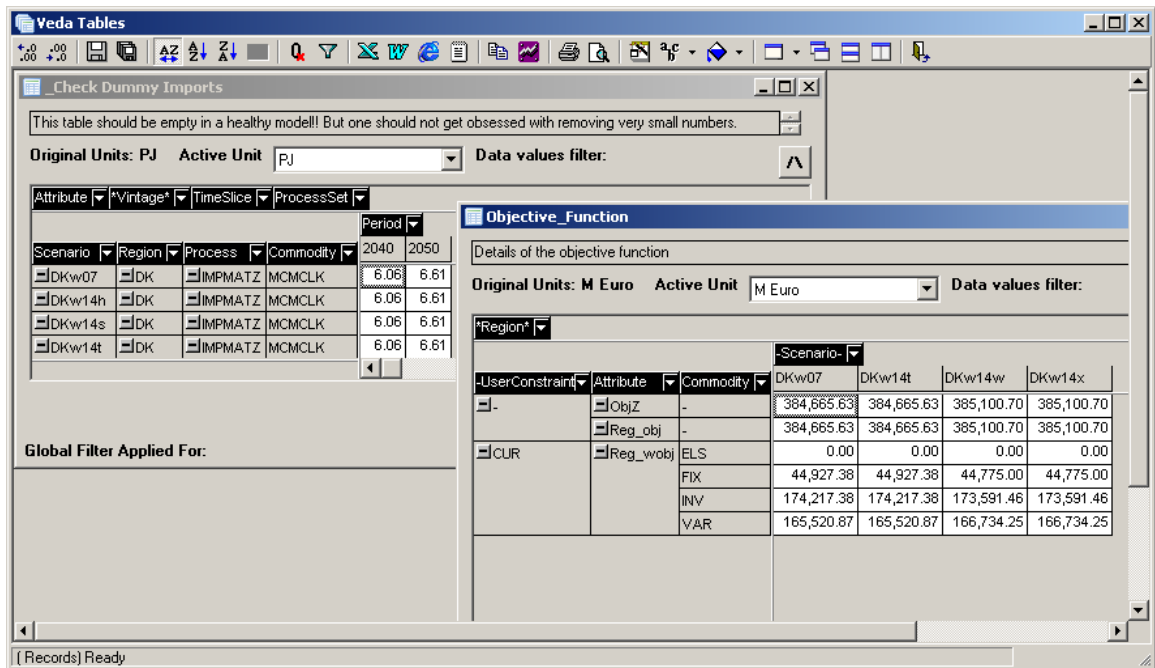 Veda Tables
_Check Dummy Imports
This table should be empty in a healthy model!! But one should not get obsessed with removing very small numbers.
Original Units: PJ Active Unit PJ Data values filter:
/\
Attribute *Vintage* TimeSlice ProcessSet
Period
Scenario Region Process Commodity 2040 2050
DKw07 DK IMPMATZ MCMCLK 6.06 6.61
DKw14h DK IMPMATZ MCMCLK 6.06 6.61
DKw14s DK IMPMATZ MCMCLK 6.06 6.61
DKw14t DK IMPMATZ MCMCLK 6.06 6.61
Global Filter Applied For:
Objective_Function
Details of the objective function
Original Units: M Euro Active Unit M Euro Data values filter:
*Region*
-Scenario-
-UserConstraint Attribute Commodity DKw07 DKw14t DKw14w DKw14x
- ObjZ - 384,665.63 384,665.63 385,100.70 385,100.70
Reg_obj - 384,665.63 384,665.63 385,100.70 385,100.70
CUR Reg_wobj ELS 0.00 0.00 0.00 0.00
FIX 44,927.38 44,927.38 44,775.00 44,775.00
INV 174,217.38 174,217.38 173,591.46 173,591.46
VAR 165,520.87 165,520.87 166,734.25 166,734.25
( Records) Ready